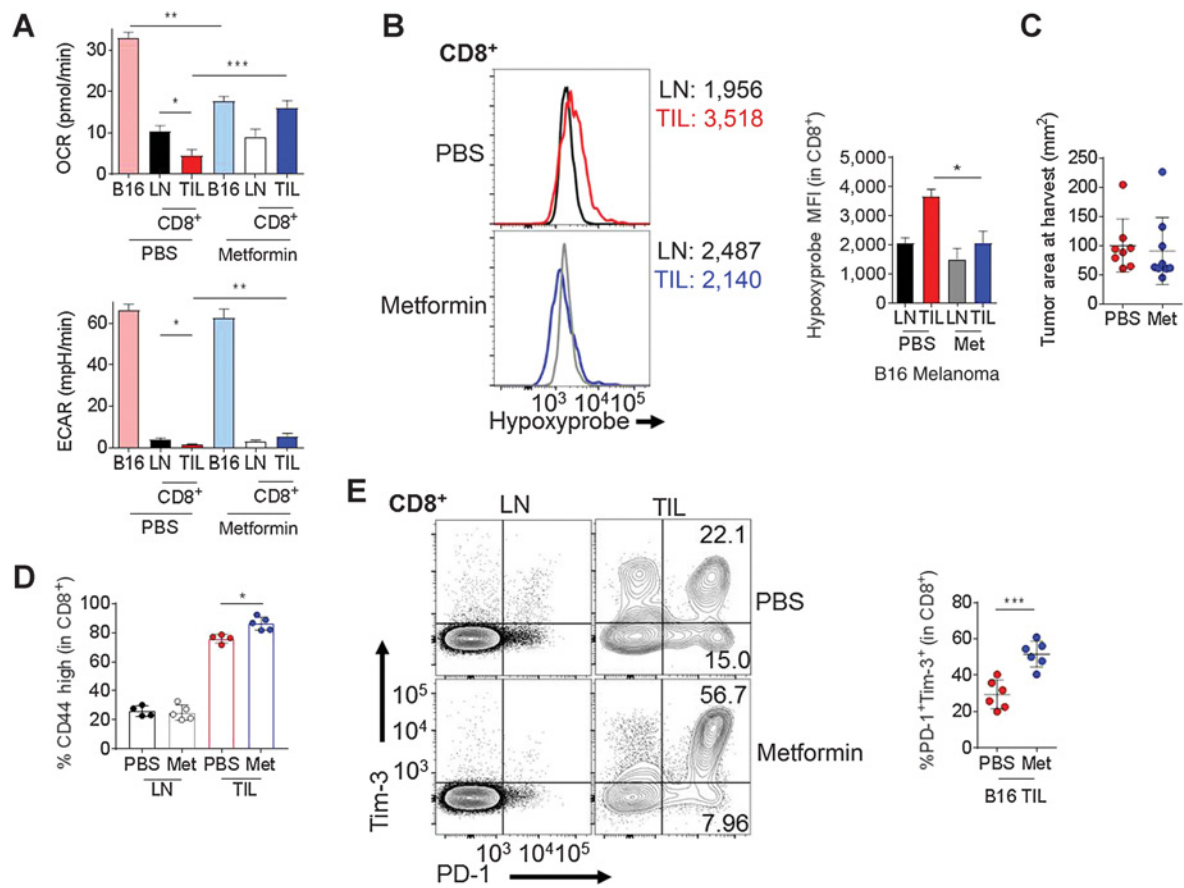 A
**
30
***
20
*
10
0
OCR (pmol/min)
B16 LN TIL B16 LN TIL
CD8+ CD8+
PBS Metformin
**
60
*
40
20
0
ECAR (mpH/min)
B16 LN TIL B16 LN TIL
CD8+ CD8+
PBS Metformin
B
CD8+
PBS
LN: 1,956
TIL: 3,518
Metformin
LN: 2,487
TIL: 2,140
10³ 10⁴ 10⁵
Hypoxyprobe
Hypoxyprobe MFI (in CD8+)
5,000
4,000
3,000
2,000
1,000
0
*
LN TIL LN TIL
PBS Met
B16 Melanoma
C
Tumor area at harvest (mm²)
250
200
150
100
50
0
PBS Met
D
% CD44 high (in CD8+)
100
80
60
40
20
0
*
PBS Met PBS Met
LN TIL
E
CD8+
LN TIL
22.1
PBS
15.0
56.7
Metformin
7.96
10⁵
10⁴
10³
Tim-3
10³ 10⁴ 10⁵
PD-1
%PD-1+Tim-3+ (in CD8+)
80
60
40
20
0
***
PBS Met
B16 TIL